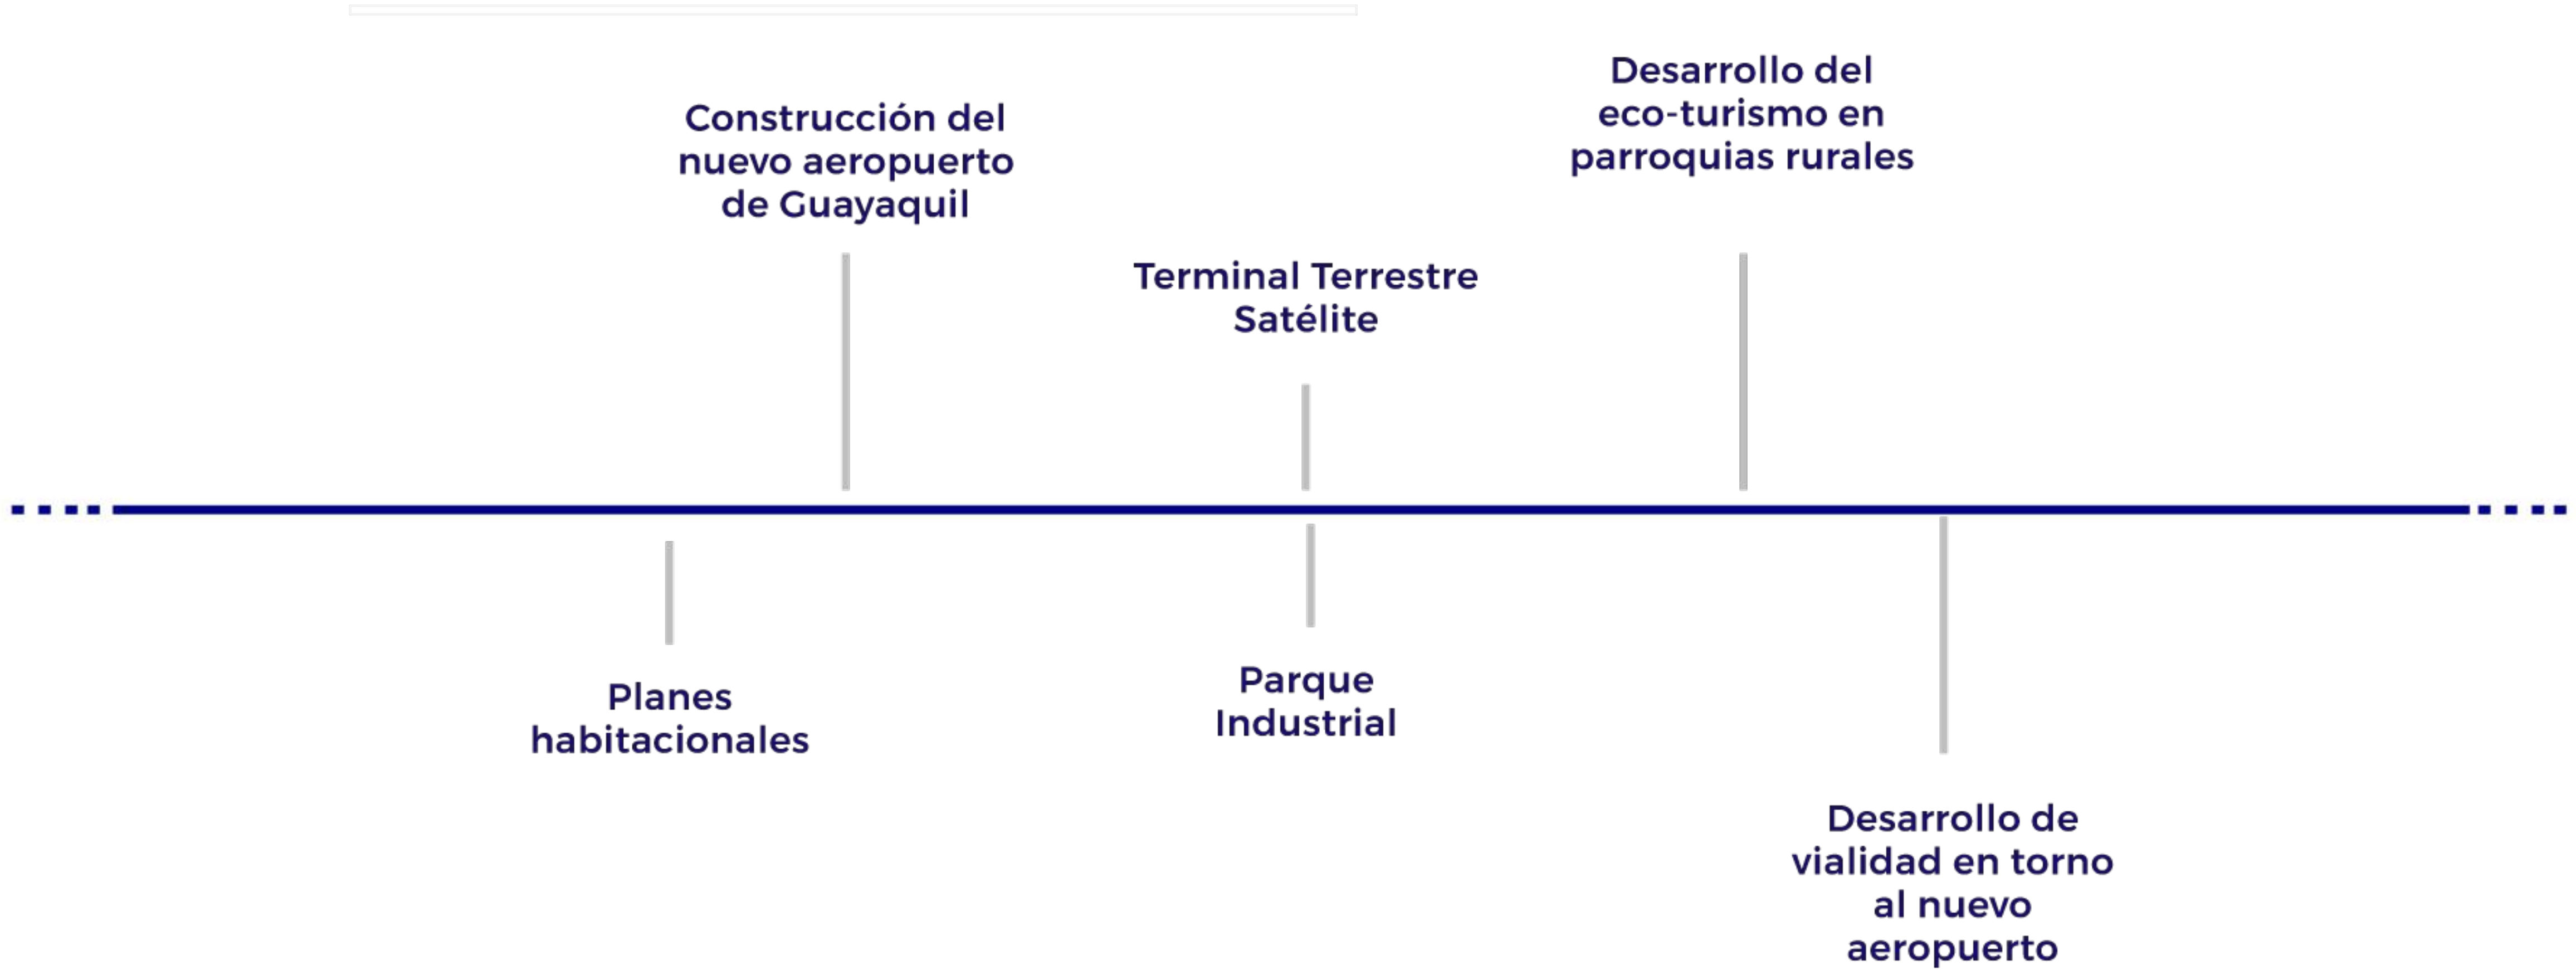 Construcción del
nuevo aeropuerto
de Guayaquil
Terminal Terrestre
Satélite
Desarrollo del
eco-turismo en
parroquias rurales
Planes
habitacionales
Parque
Industrial
Desarrollo de
vialidad en torno
al nuevo
aeropuerto